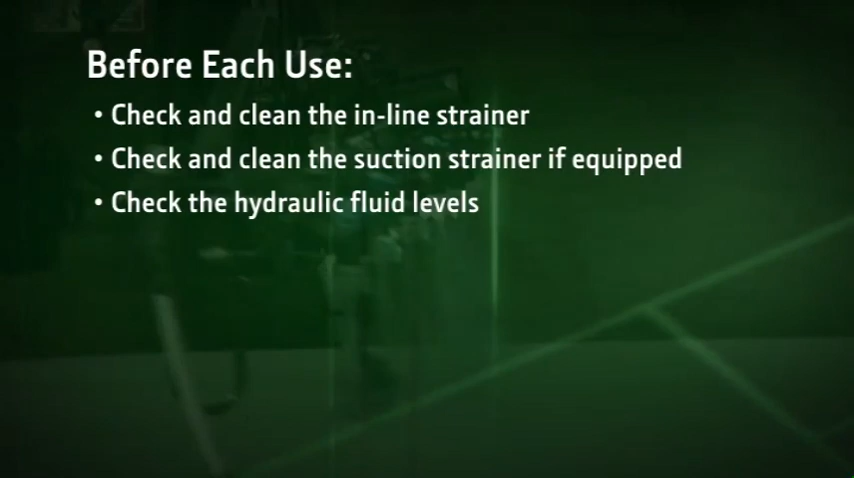 Before Each Use:
• Check and clean the in-line strainer
• Check and clean the suction strainer if equipped
• Check the hydraulic fluid levels